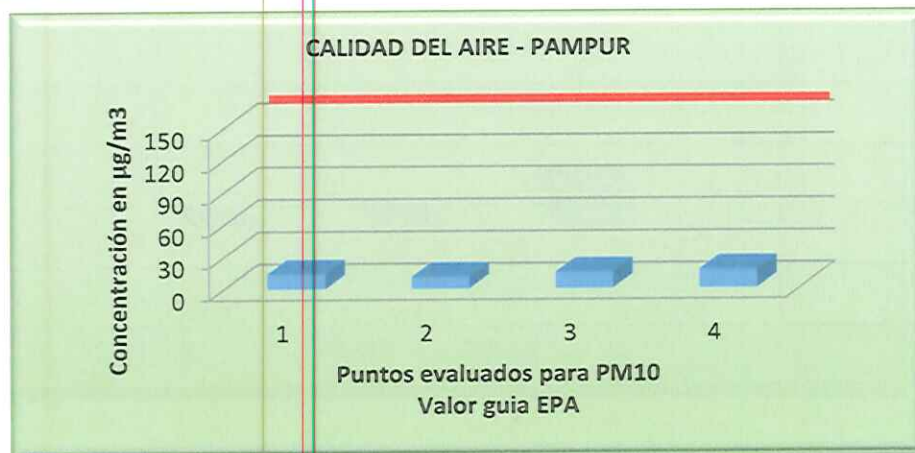 CALIDAD DEL AIRE - PAMPUR
Concentración en µg/m3
150
120
90
60
30
0
1 2 3 4
Puntos evaluados para PM10
Valor guia EPA